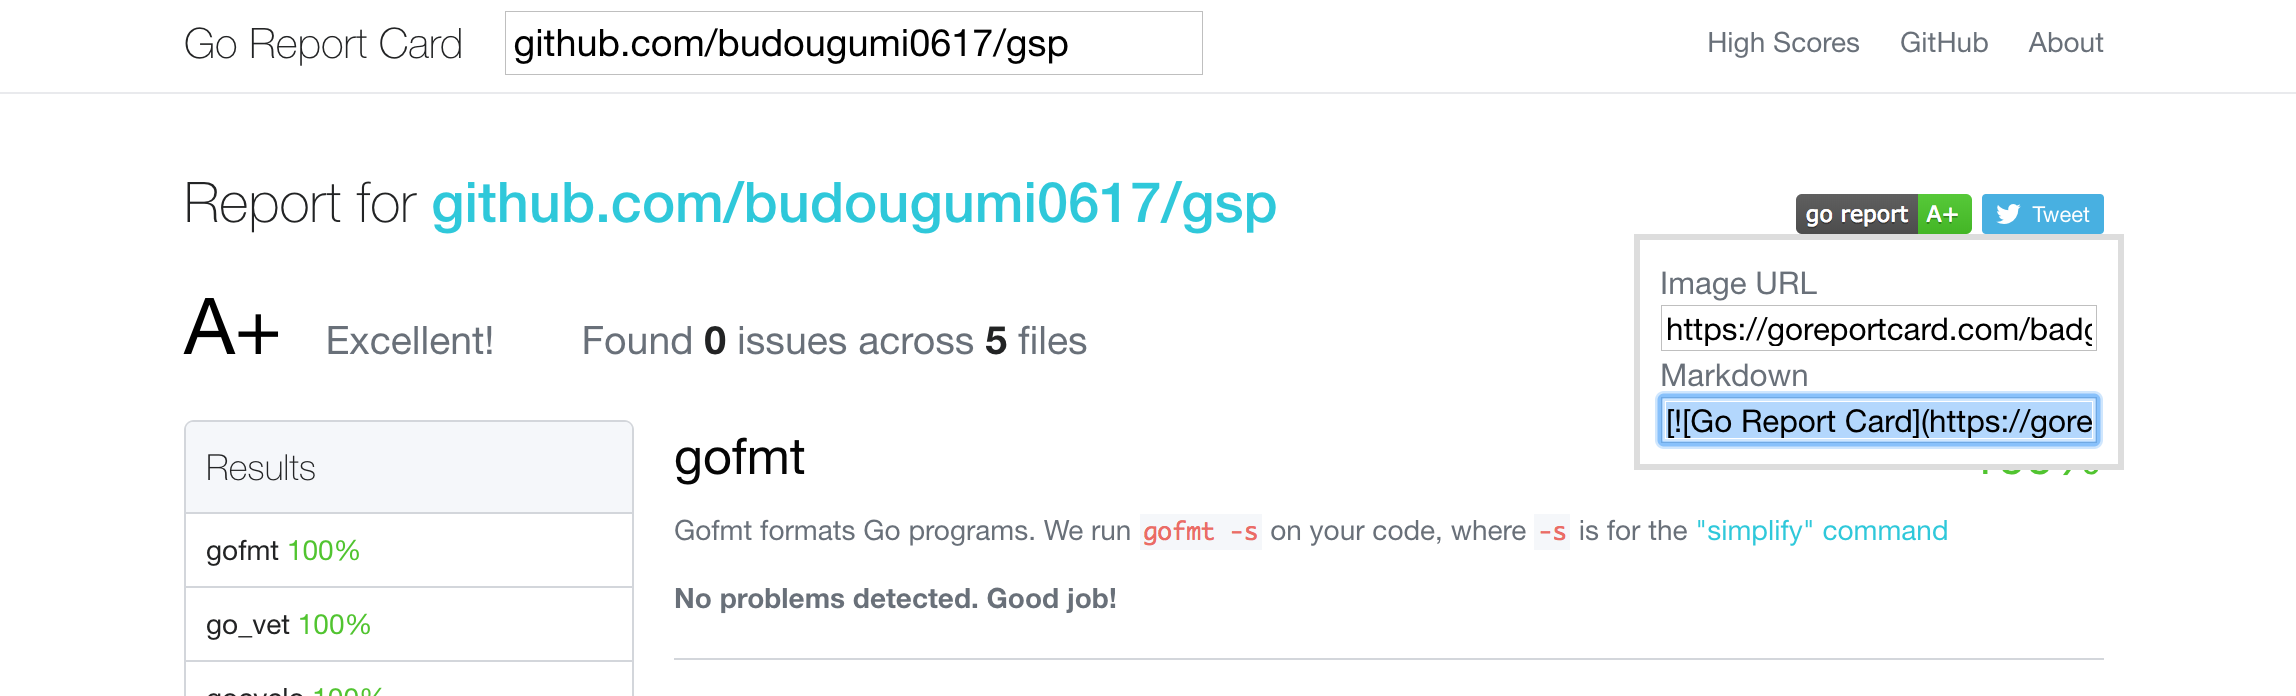 Go Report Card github.com/budougumi0617/gsp High Scores GitHub About
Report for github.com/budougumi0617/gsp
go report A+ Tweet
Image URL
https://goreportcard.com/badg
Markdown
[![Go Report Card](https://gore
A+ Excellent! Found 0 issues across 5 files
Results
gofmt 100%
go_vet 100%
gofmt
Gofmt formats Go programs. We run gofmt -s on your code, where -s is for the "simplify" command
No problems detected. Good job!